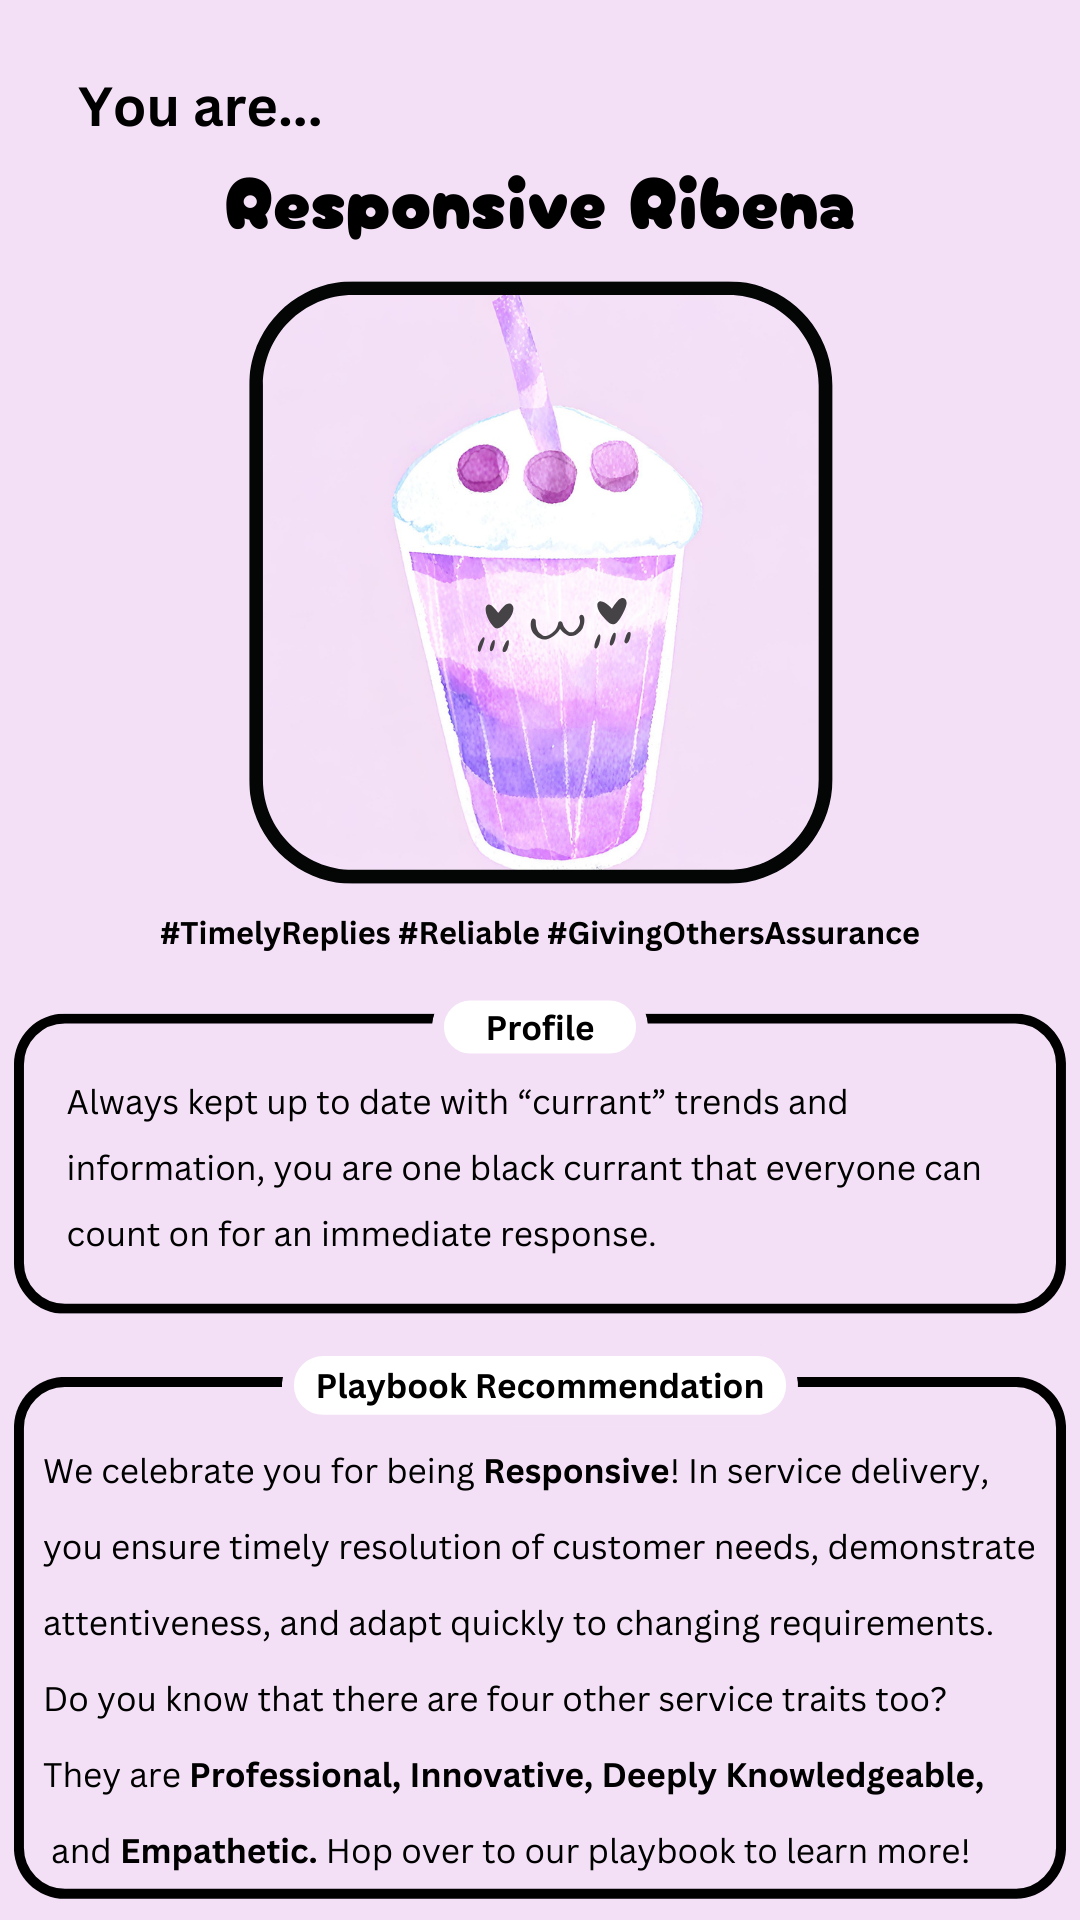 You are...
Responsive Ribena
#TimelyReplies #Reliable #GivingOthersAssurance
Profile
Always kept up to date with “currant” trends and
information, you are one black currant that everyone can
count on for an immediate response.
Playbook Recommendation
We celebrate you for being Responsive! In service delivery,
you ensure timely resolution of customer needs, demonstrate
attentiveness, and adapt quickly to changing requirements.
Do you know that there are four other service traits too?
They are Professional, Innovative, Deeply Knowledgeable,
and Empathetic. Hop over to our playbook to learn more!